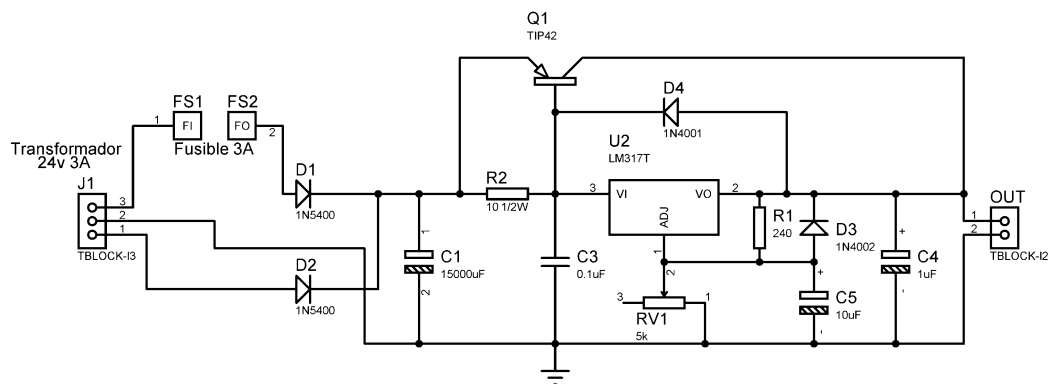 Q1
TIP42
FS1
FS2
1
FI
FO
2
Fusible 3A
Transformador
24v 3A
J1
3
2
1
TBLOCK-I3
D1
1N5400
D2
1N5400
R2
10 1/2W
1
C1
15000uF
2
C3
0.1uF
D4
1N4001
U2
LM317T
3
VI
VO
2
ADJ
1
R1
240
D3
1N4002
2
3
1
RV1
5k
+
C5
10uF
-
+
C4
1uF
-
OUT
1
2
TBLOCK-I2